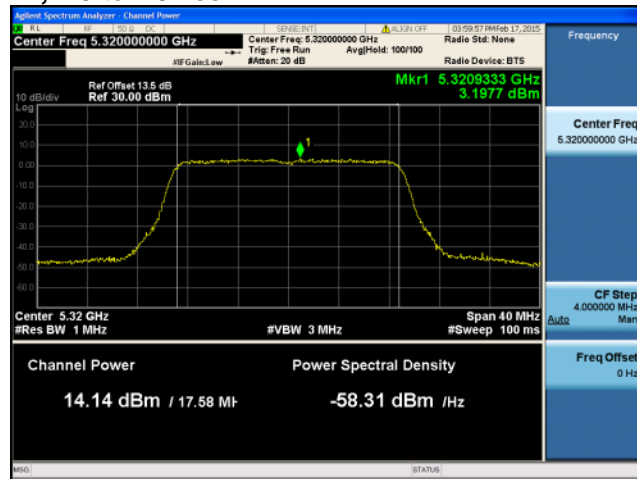 Agilent Spectrum Analyzer - Channel Power
RL RF 50 Ω DC SENSE:INT ALIGN OFF 03:59:57 PM Feb 17, 2015
Center Freq 5.320000000 GHz Center Freq: 5.320000000 GHz Radio Std: None Frequency
Trig: Free Run Avg|Hold: 100/100
#IFGain:Low #Atten: 20 dB Radio Device: BTS
Mkr1 5.3209333 GHz
3.1977 dBm
Ref Offset 13.5 dB
10 dB/div Ref 30.00 dBm
Log
20.0
10.0
0.00
-10.0
-20.0
-30.0
-40.0
-50.0
-60.0
1
Center Freq
5.320000000 GHz
Center 5.32 GHz Span 40 MHz
#Res BW 1 MHz #VBW 3 MHz #Sweep 100 ms
CF Step
4.000000 MHz
Auto Man
Channel Power Power Spectral Density
14.14 dBm / 17.58 MH -58.31 dBm /Hz
Freq Offset
0 Hz
MSG STATUS